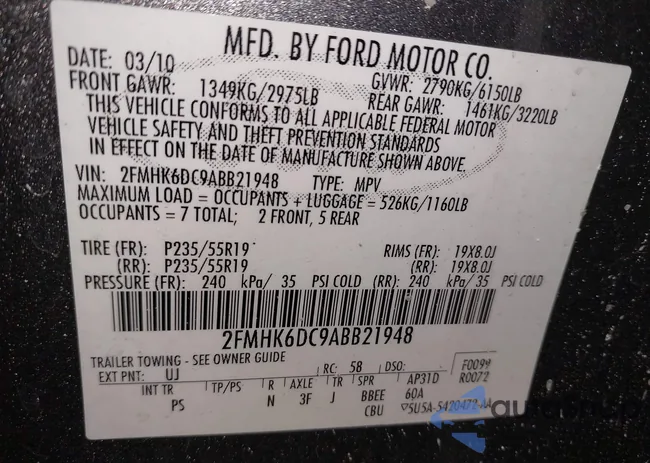 MFD. BY FORD MOTOR CO.
DATE: 03/10 GVWR: 2790KG/6150LB
FRONT GAWR: 1349KG/2975LB REAR GAWR: 1461KG/3220LB
THIS VEHICLE CONFORMS TO ALL APPLICABLE FEDERAL MOTOR
VEHICLE SAFETY AND THEFT PREVENTION STANDARDS
IN EFFECT ON THE DATE OF MANUFACTURE SHOWN ABOVE.
VIN: 2FMHK6DC9ABB21948 TYPE: MPV
MAXIMUM LOAD = OCCUPANTS + LUGGAGE = 526KG/1160LB
OCCUPANTS = 7 TOTAL; 2 FRONT, 5 REAR
TIRE (FR): P235/55R19 RIMS (FR): 19X8.0J
(RR): P235/55R19 (RR): 19X8.0J
PRESSURE (FR): 240 kPa/ 35 PSI COLD (RR): 240 kPa/ 35 PSI COLD
2FMHK6DC9ABB21948
TRAILER TOWING - SEE OWNER GUIDE
EXT PNT: UJ RC: 58 DSO: F0099
R0072
INT TR TP/PS R AXLE TR SPR AP31D
PS N 3F J BBEE 60A
CBU 5U5A-5420472-AA